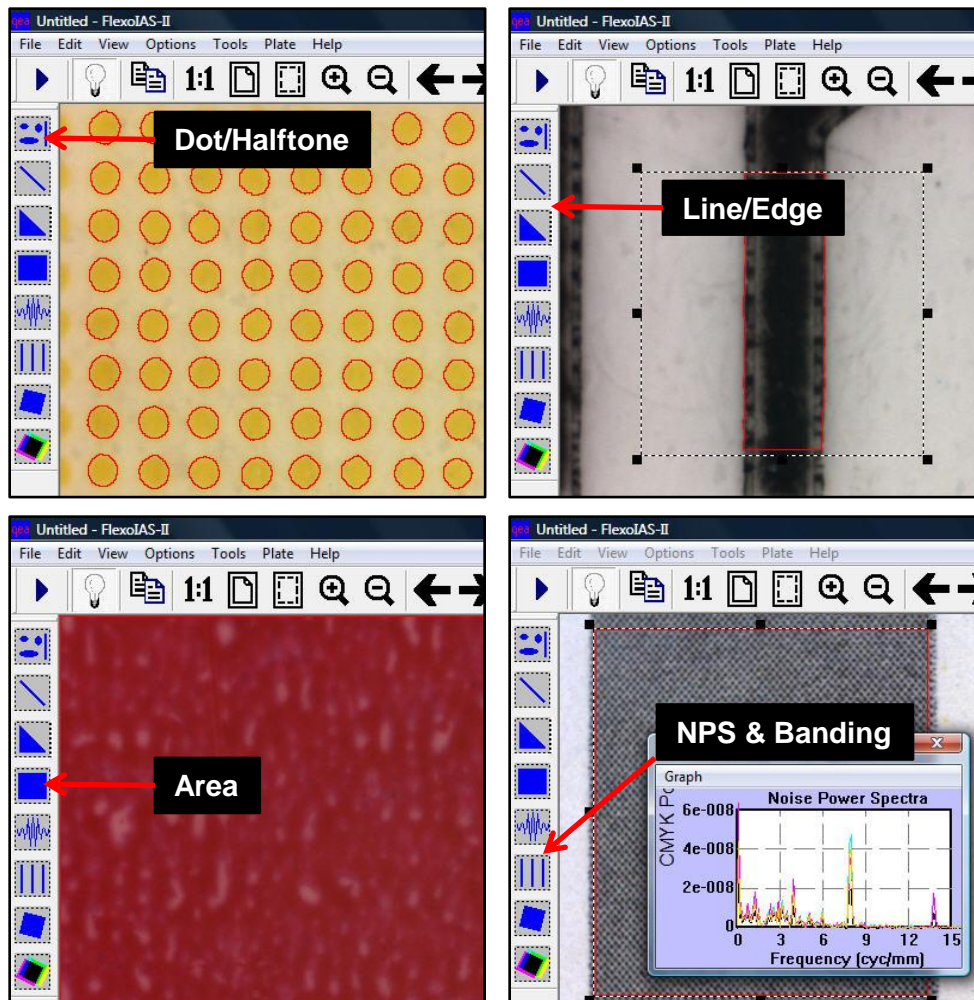 qea Untitled - FlexoIAS-II
File Edit View Options Tools Plate Help
1:1
Dot/Halftone
qea Untitled - FlexoIAS-II
File Edit View Options Tools Plate Help
1:1
Line/Edge
qea Untitled - FlexoIAS-II
File Edit View Options Tools Plate Help
1:1
Area
qea Untitled - FlexoIAS-II
File Edit View Options Tools Plate Help
1:1
NPS & Banding
Graph
Noise Power Spectra
CMYK
6e-008
4e-008
2e-008
0
0 3 6 9 12 15
Frequency (cyc/mm)